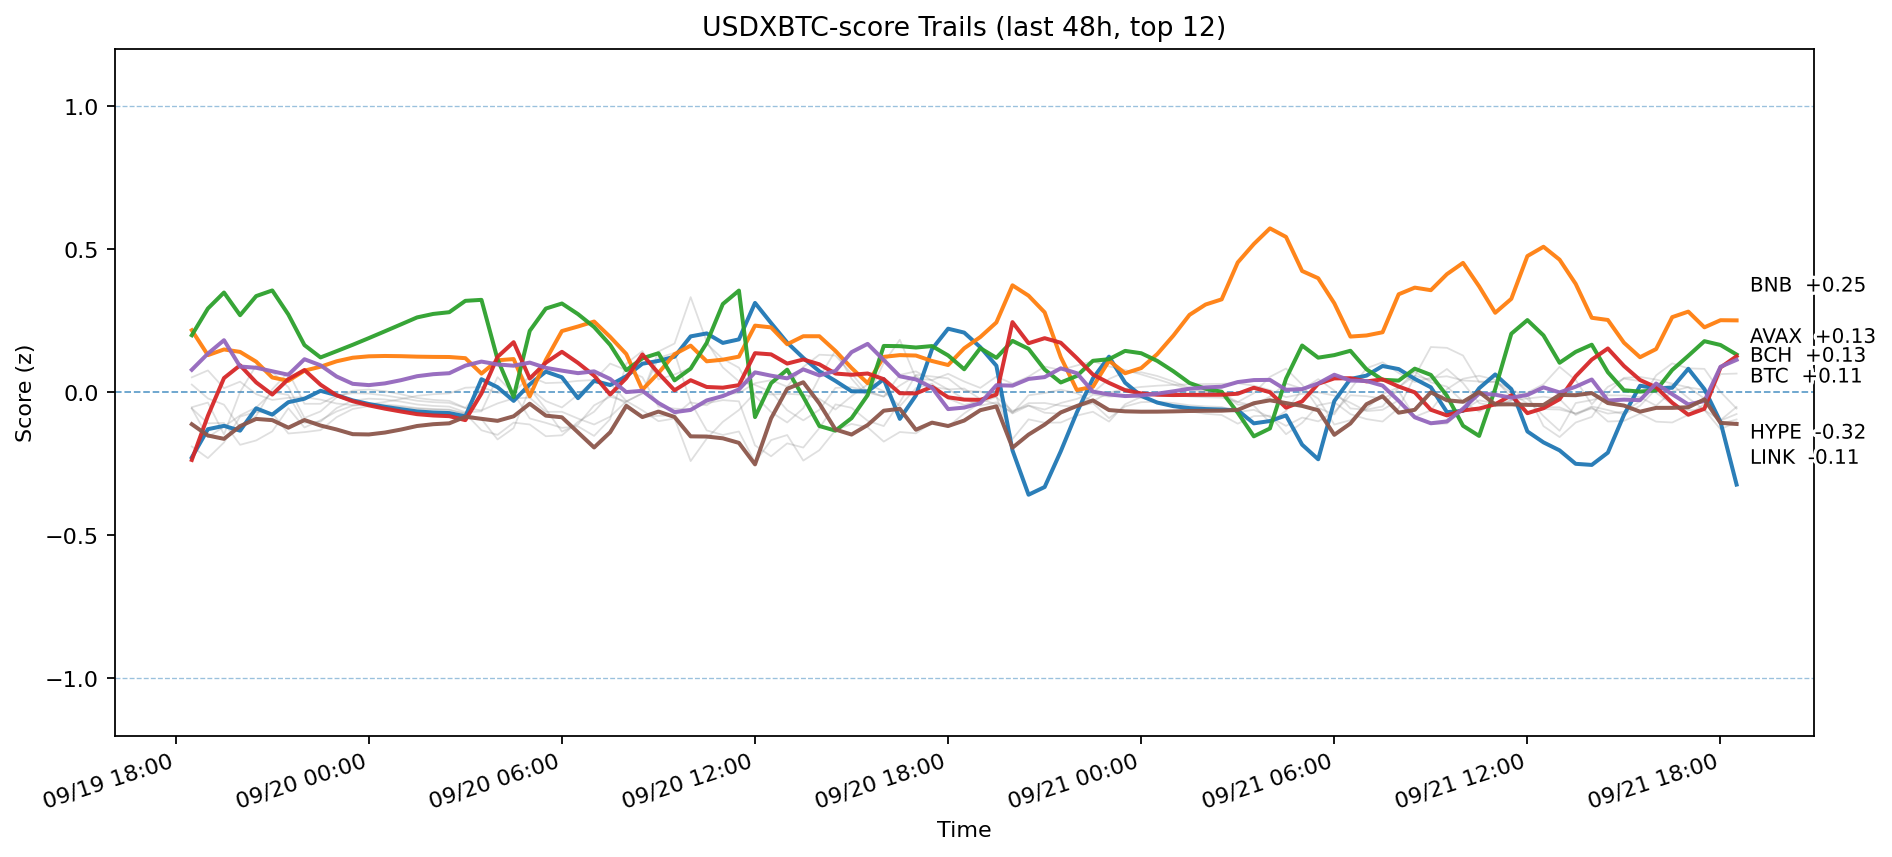 USDXBTC-score Trails (last 48h, top 12)
Score (z)
1.0
0.5
0.0
−0.5
−1.0
BNB +0.25
AVAX +0.13
BCH +0.13
BTC +0.11
HYPE -0.32
LINK -0.11
09/19 18:00
09/20 00:00
09/20 06:00
09/20 12:00
09/20 18:00
09/21 00:00
09/21 06:00
09/21 12:00
09/21 18:00
Time